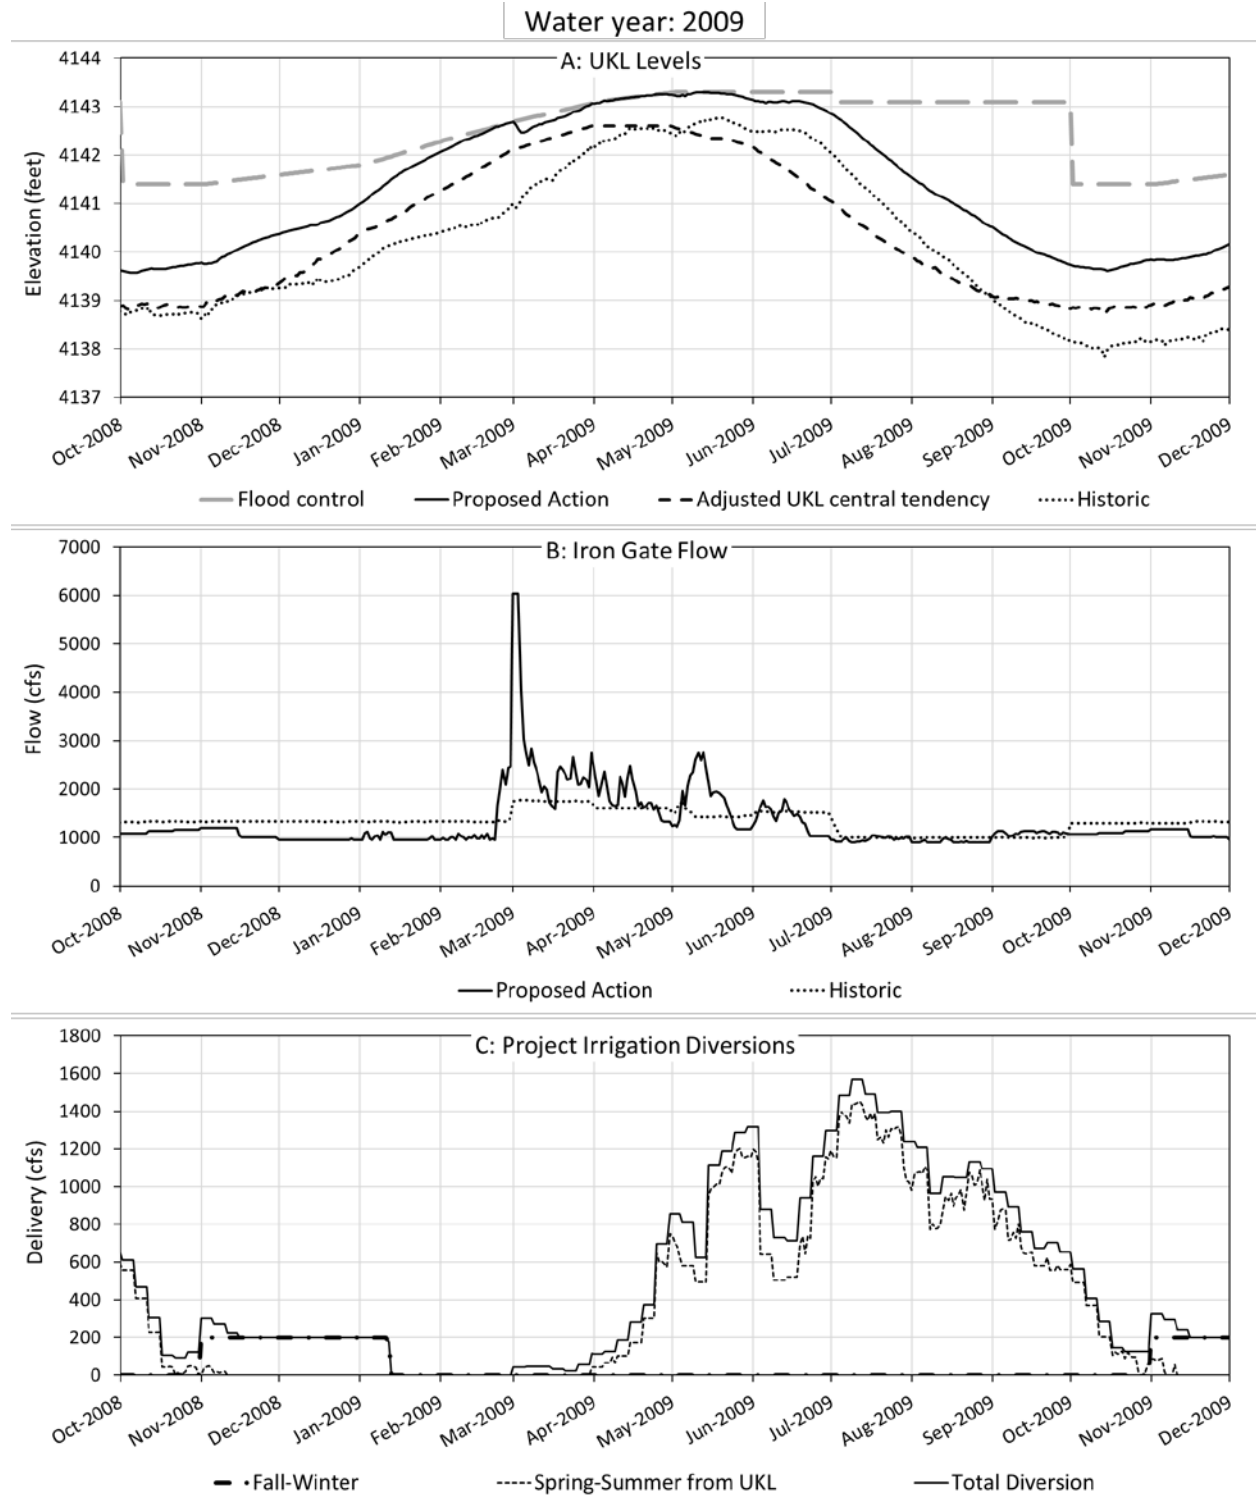 Water year: 2009
A: UKL Levels
Elevation (feet)
4144
4143
4142
4141
4140
4139
4138
4137
Oct-2008 Nov-2008 Dec-2008 Jan-2009 Feb-2009 Mar-2009 Apr-2009 May-2009 Jun-2009 Jul-2009 Aug-2009 Sep-2009 Oct-2009 Nov-2009 Dec-2009
Flood control Proposed Action Adjusted UKL central tendency Historic
B: Iron Gate Flow
Flow (cfs)
7000
6000
5000
4000
3000
2000
1000
0
Oct-2008 Nov-2008 Dec-2008 Jan-2009 Feb-2009 Mar-2009 Apr-2009 May-2009 Jun-2009 Jul-2009 Aug-2009 Sep-2009 Oct-2009 Nov-2009 Dec-2009
Proposed Action Historic
C: Project Irrigation Diversions
Delivery (cfs)
1800
1600
1400
1200
1000
800
600
400
200
0
Oct-2008 Nov-2008 Dec-2008 Jan-2009 Feb-2009 Mar-2009 Apr-2009 May-2009 Jun-2009 Jul-2009 Aug-2009 Sep-2009 Oct-2009 Nov-2009 Dec-2009
Fall-Winter Spring-Summer from UKL Total Diversion